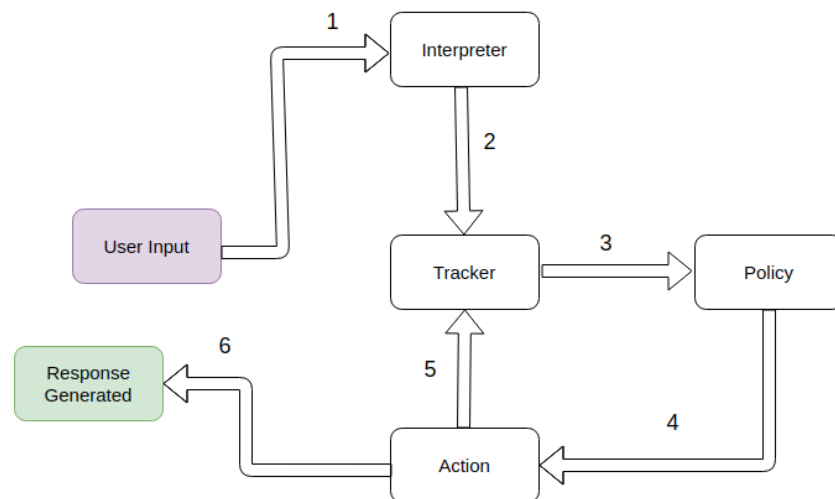 1
Interpreter
2
User Input
Tracker
3
Policy
Response
Generated
6
5
4
Action